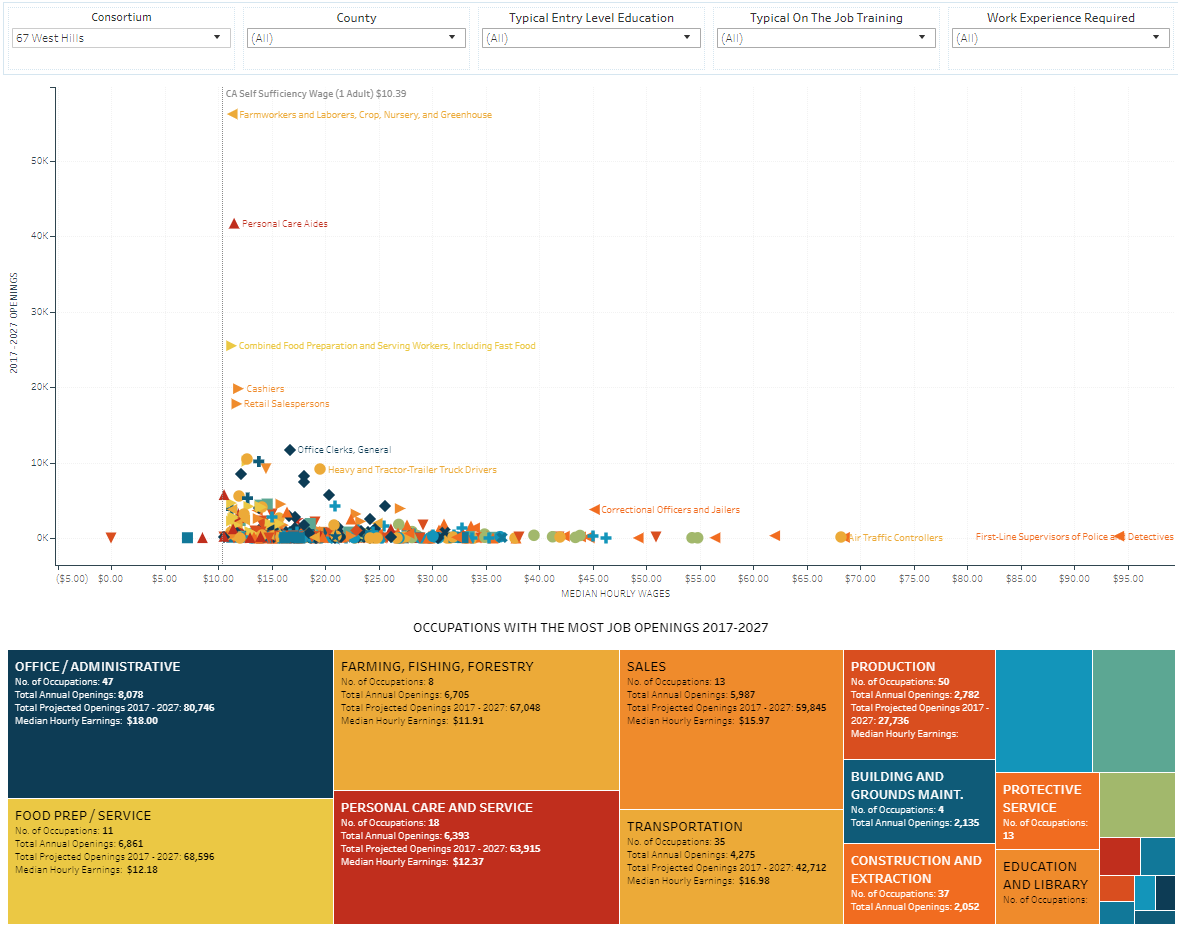 Consortium
County
Typical Entry Level Education
Typical On The Job Training
Work Experience Required
67 West Hills
(All)
(All)
(All)
(All)
CA Self Sufficiency Wage (1 Adult) $10.39
Farmworkers and Laborers, Crop, Nursery, and Greenhouse
50K
Personal Care Aides
40K
2017-2027 OPENINGS
30K
Combined Food Preparation and Serving Workers, Including Fast Food
20K
Cashiers
Retail Salespersons
Office Clerks, General
10K
Heavy and Tractor-Trailer Truck Drivers
Correctional Officers and Jailers
0K
Air Traffic Controllers
First-Line Supervisors of Police and Detectives
($5.00) $0.00 $5.00 $10.00 $15.00 $20.00 $25.00 $30.00 $35.00 $40.00 $45.00 $50.00 $55.00 $60.00 $65.00 $70.00 $75.00 $80.00 $85.00 $90.00 $95.00
MEDIAN HOURLY WAGES
OCCUPATIONS WITH THE MOST JOB OPENINGS 2017-2027
OFFICE / ADMINISTRATIVE
No. of Occupations: 47
Total Annual Openings: 8,078
Total Projected Openings 2017 - 2027: 80,746
Median Hourly Earnings: $18.00
FOOD PREP / SERVICE
No. of Occupations: 11
Total Annual Openings: 6,861
Total Projected Openings 2017 - 2027: 68,596
Median Hourly Earnings: $12.18
FARMING, FISHING, FORESTRY
No. of Occupations: 8
Total Annual Openings: 6,705
Total Projected Openings 2017 - 2027: 67,048
Median Hourly Earnings: $11.91
PERSONAL CARE AND SERVICE
No. of Occupations: 18
Total Annual Openings: 6,393
Total Projected Openings 2017 - 2027: 63,915
Median Hourly Earnings: $12.37
SALES
No. of Occupations: 13
Total Annual Openings: 5,987
Total Projected Openings 2017 - 2027: 59,845
Median Hourly Earnings: $15.97
TRANSPORTATION
No. of Occupations: 35
Total Annual Openings: 4,275
Total Projected Openings 2017 - 2027: 42,712
Median Hourly Earnings: $16.98
PRODUCTION
No. of Occupations: 50
Total Annual Openings: 2,782
Total Projected Openings 2017 -
2027: 27,736
Median Hourly Earnings:
BUILDING AND
GROUNDS MAINT.
No. of Occupations: 4
Total Annual Openings: 2,135
CONSTRUCTION AND
EXTRACTION
No. of Occupations: 37
Total Annual Openings: 2,052
PROTECTIVE
SERVICE
No. of Occupations:
13
EDUCATION
AND LIBRARY
No. of Occupations: